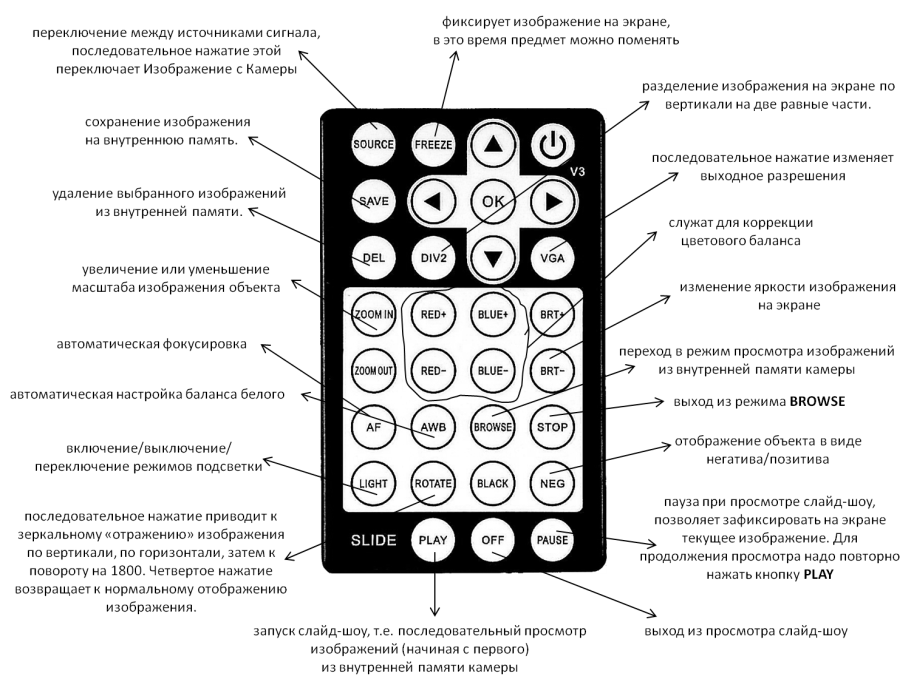 переключение между источниками сигнала,
последовательное нажатие этой
переключает Изображение с Камеры
фиксирует изображение на экране,
в это время предмет можно поменять
разделение изображения на экране по
вертикали на две равные части.
сохранение изображения
на внутреннюю память.
последовательное нажатие изменяет
выходное разрешения
удаление выбранного изображений
из внутренней памяти.
служат для коррекции
цветового баланса
увеличение или уменьшение
масштаба изображения объекта
изменение яркости изображения
на экране
автоматическая фокусировка
переход в режим просмотра изображений
из внутренней памяти камеры
автоматическая настройка баланса белого
выход из режима BROWSE
включение/выключение/
переключение режимов подсветки
отображение объекта в виде
негатива/позитива
последовательное нажатие приводит к
зеркальному «отражению» изображения
по вертикали, по горизонтали, затем к
повороту на 1800. Четвертое нажатие
возвращает к нормальному отображению
изображения.
пауза при просмотре слайд-шоу,
позволяет зафиксировать на экране
текущее изображение. Для
продолжения просмотра надо повторно
нажать кнопку PLAY
запуск слайд-шоу, т.е. последовательный просмотр
изображений (начиная с первого)
из внутренней памяти камеры
выход из просмотра слайд-шоу
SOURCE FREEZE
V3
SAVE OK
DEL DIV2 VGA
ZOOM IN RED+ BLUE+ BRT+
ZOOM OUT RED− BLUE− BRT−
AF AWB BROWSE STOP
LIGHT ROTATE BLACK NEG
SLIDE PLAY OFF PAUSE